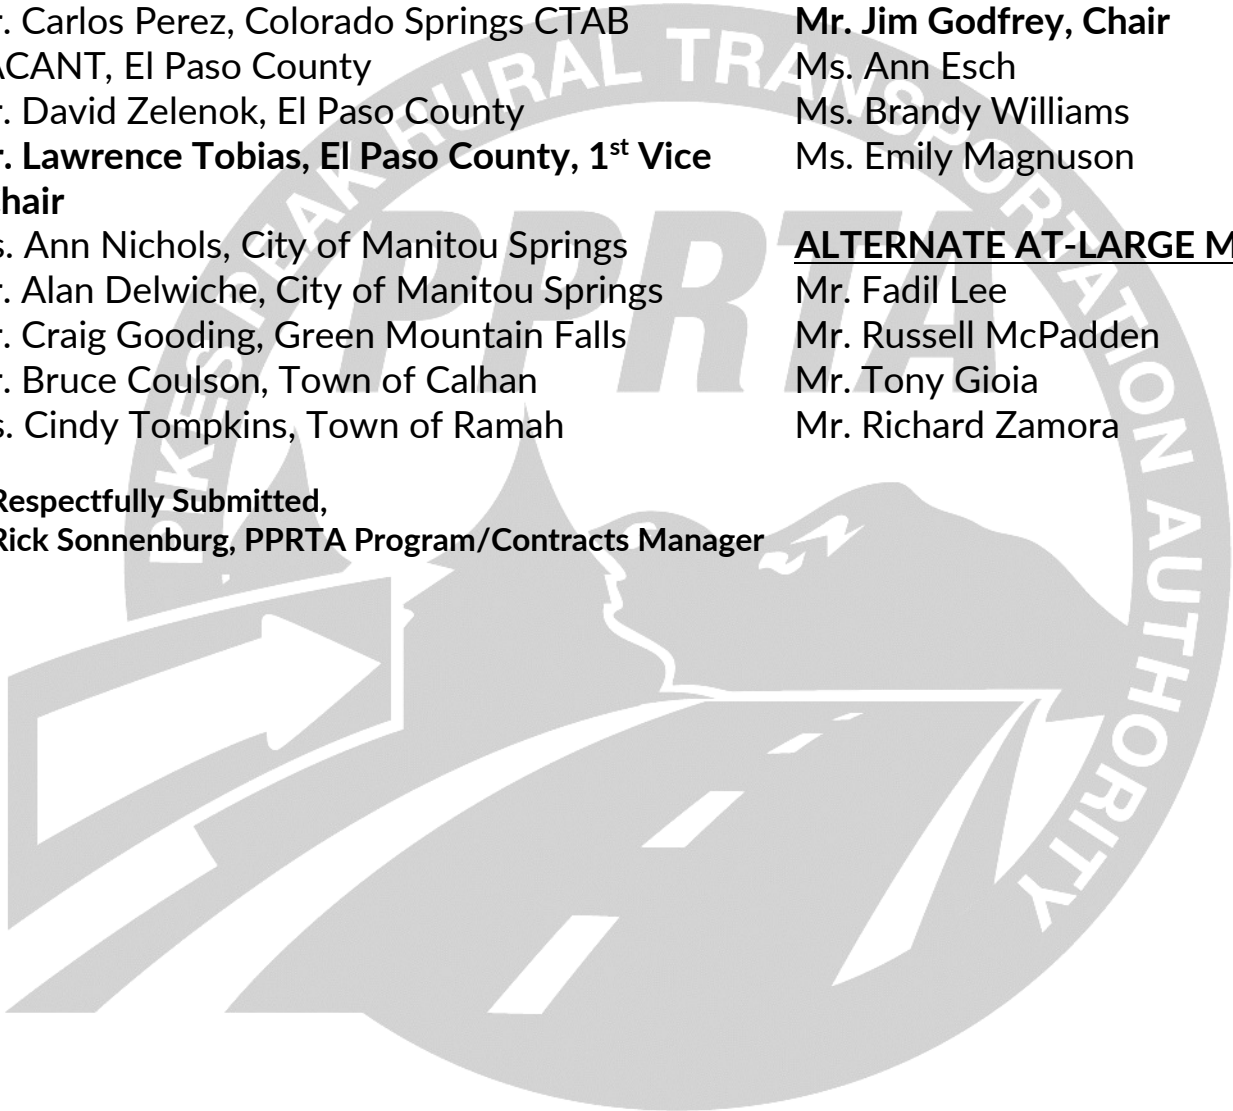 r. Carlos Perez, Colorado Springs CTAB
ACANT, El Paso County
r. David Zelenok, El Paso County
r. Lawrence Tobias, El Paso County, 1st Vice
hair
s. Ann Nichols, City of Manitou Springs
r. Alan Delwiche, City of Manitou Springs
r. Craig Gooding, Green Mountain Falls
r. Bruce Coulson, Town of Calhan
s. Cindy Tompkins, Town of Ramah
Mr. Jim Godfrey, Chair
Ms. Ann Esch
Ms. Brandy Williams
Ms. Emily Magnuson
ALTERNATE AT-LARGE M
Mr. Fadil Lee
Mr. Russell McPadden
Mr. Tony Gioia
Mr. Richard Zamora
Respectfully Submitted,
Rick Sonnenburg, PPRTA Program/Contracts Manager
PIKES PEAK RURAL TRANSPORTATION AUTHORITY
PPRTA